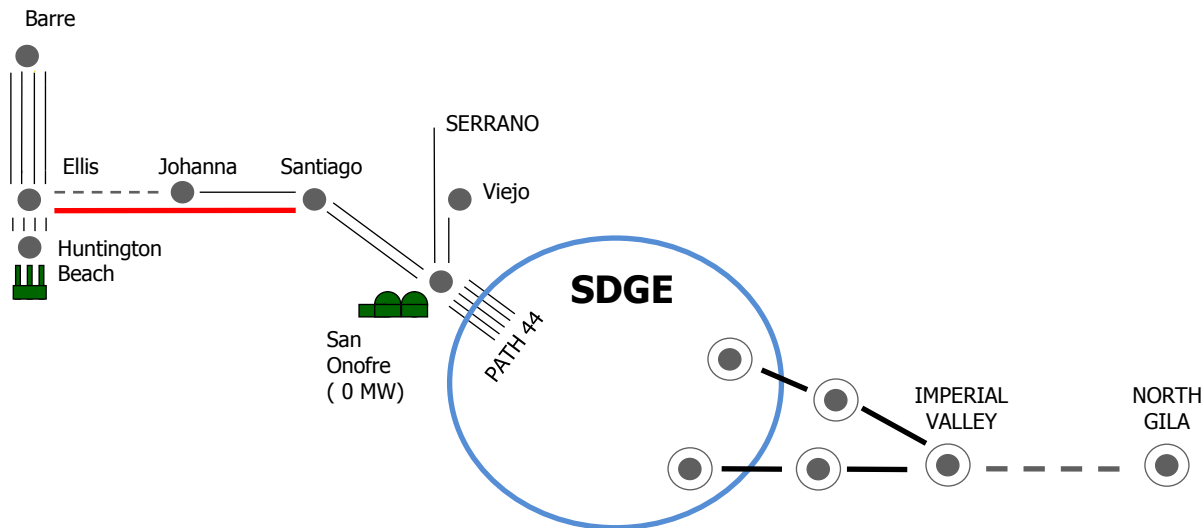 Barre
SERRANO
Ellis
Johanna
Santiago
Viejo
Huntington
Beach
SDGE
San
Onofre
( 0 MW)
PATH 44
IMPERIAL
VALLEY
NORTH
GILA